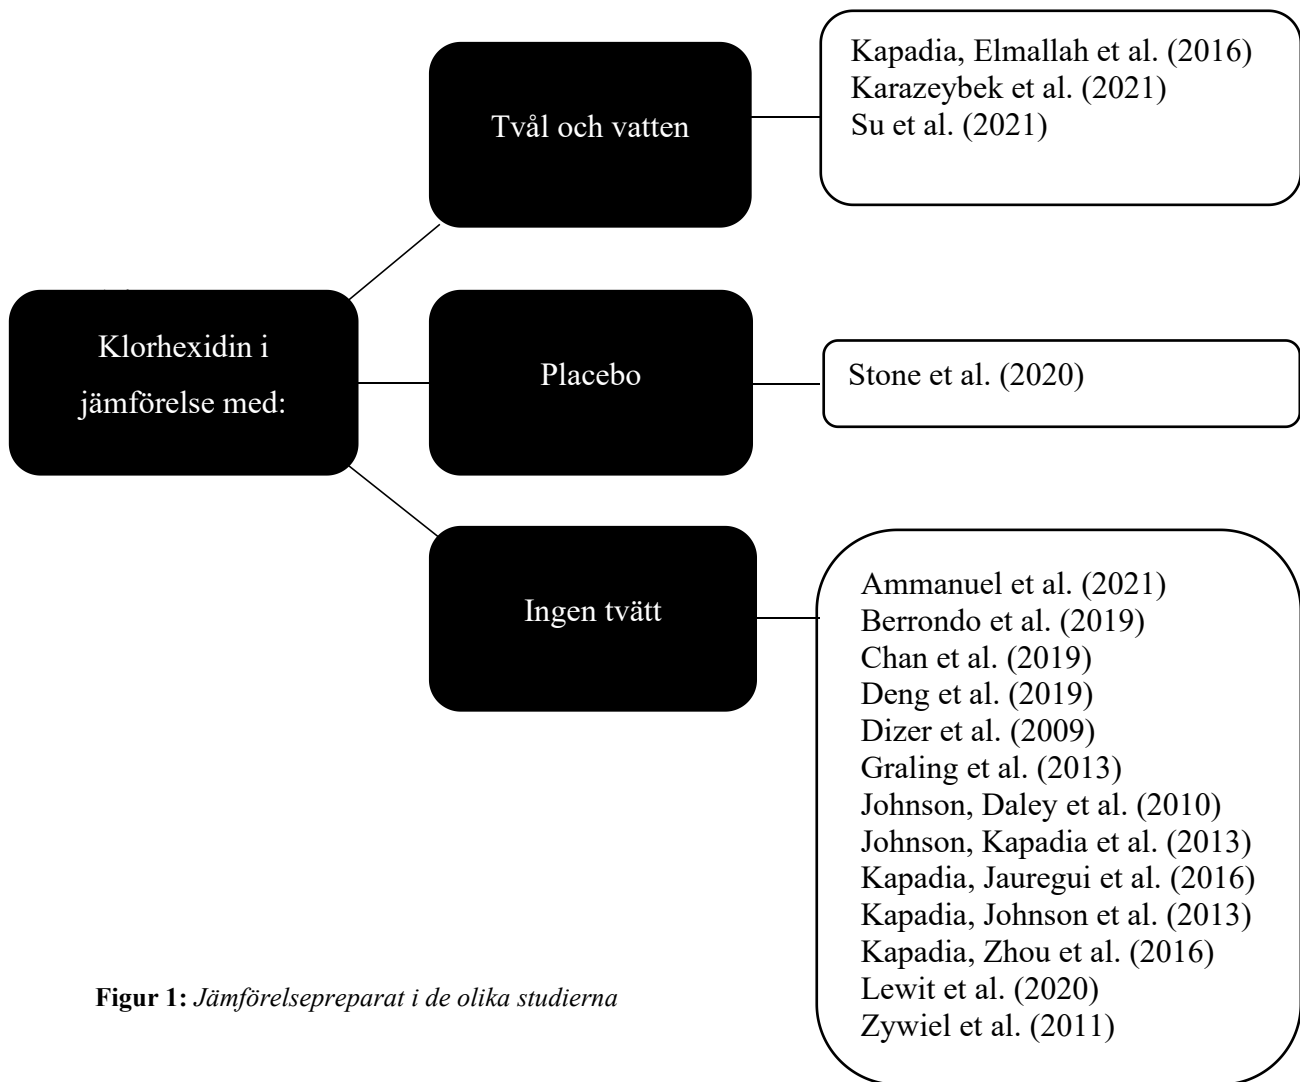 Tvål och vatten
Kapadia, Elmallah et al. (2016)
Karazeybek et al. (2021)
Su et al. (2021)
Klorhexidin i
jämförelse med:
Placebo
Stone et al. (2020)
Ingen tvätt
Ammanuel et al. (2021)
Berrondo et al. (2019)
Chan et al. (2019)
Deng et al. (2019)
Dizer et al. (2009)
Graling et al. (2013)
Johnson, Daley et al. (2010)
Johnson, Kapadia et al. (2013)
Kapadia, Jauregui et al. (2016)
Kapadia, Johnson et al. (2013)
Kapadia, Zhou et al. (2016)
Lewit et al. (2020)
Zywiel et al. (2011)
Figur 1: Jämförelsepreparat i de olika studierna